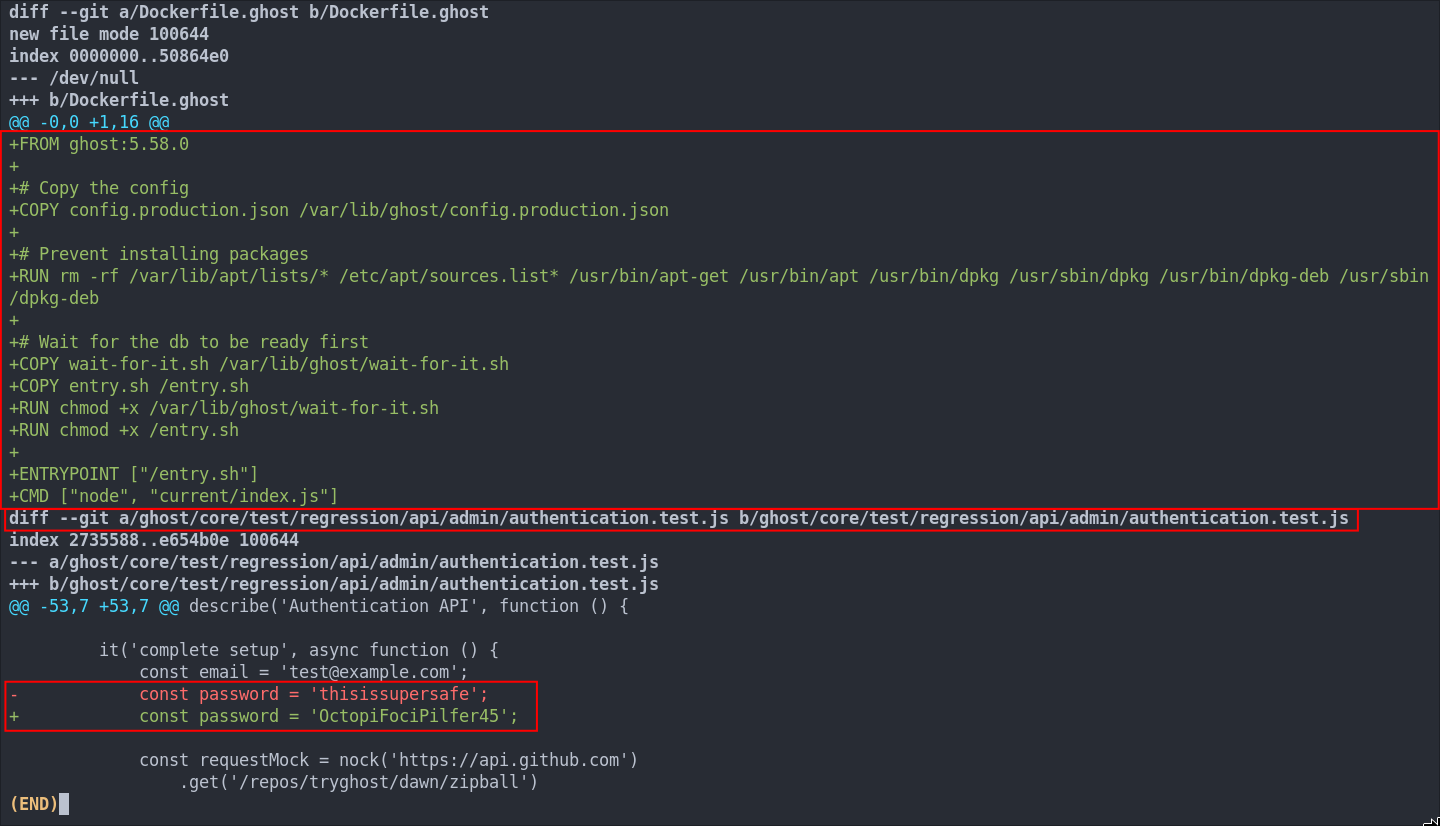 diff --git a/Dockerfile.ghost b/Dockerfile.ghost
new file mode 100644
index 0000000..50864e0
--- /dev/null
+++ b/Dockerfile.ghost
@@ -0,0 +1,16 @@
+FROM ghost:5.58.0
+
+# Copy the config
+COPY config.production.json /var/lib/ghost/config.production.json
+
+# Prevent installing packages
+RUN rm -rf /var/lib/apt/lists/* /etc/apt/sources.list* /usr/bin/apt-get /usr/bin/apt /usr/bin/dpkg /usr/sbin/dpkg /usr/bin/dpkg-deb /usr/sbin
/dpkg-deb
+
+# Wait for the db to be ready first
+COPY wait-for-it.sh /var/lib/ghost/wait-for-it.sh
+COPY entry.sh /entry.sh
+RUN chmod +x /var/lib/ghost/wait-for-it.sh
+RUN chmod +x /entry.sh
+
+ENTRYPOINT ["/entry.sh"]
+CMD ["node", "current/index.js"]
diff --git a/ghost/core/test/regression/api/admin/authentication.test.js b/ghost/core/test/regression/api/admin/authentication.test.js
index 2735588..e654b0e 100644
--- a/ghost/core/test/regression/api/admin/authentication.test.js
+++ b/ghost/core/test/regression/api/admin/authentication.test.js
@@ -53,7 +53,7 @@ describe('Authentication API', function () {

         it('complete setup', async function () {
             const email = 'test@example.com';
-            const password = 'thisissupersafe';
+            const password = 'OctopiFociPilfer45';

             const requestMock = nock('https://api.github.com')
                 .get('/repos/tryghost/dawn/zipball')
(END)